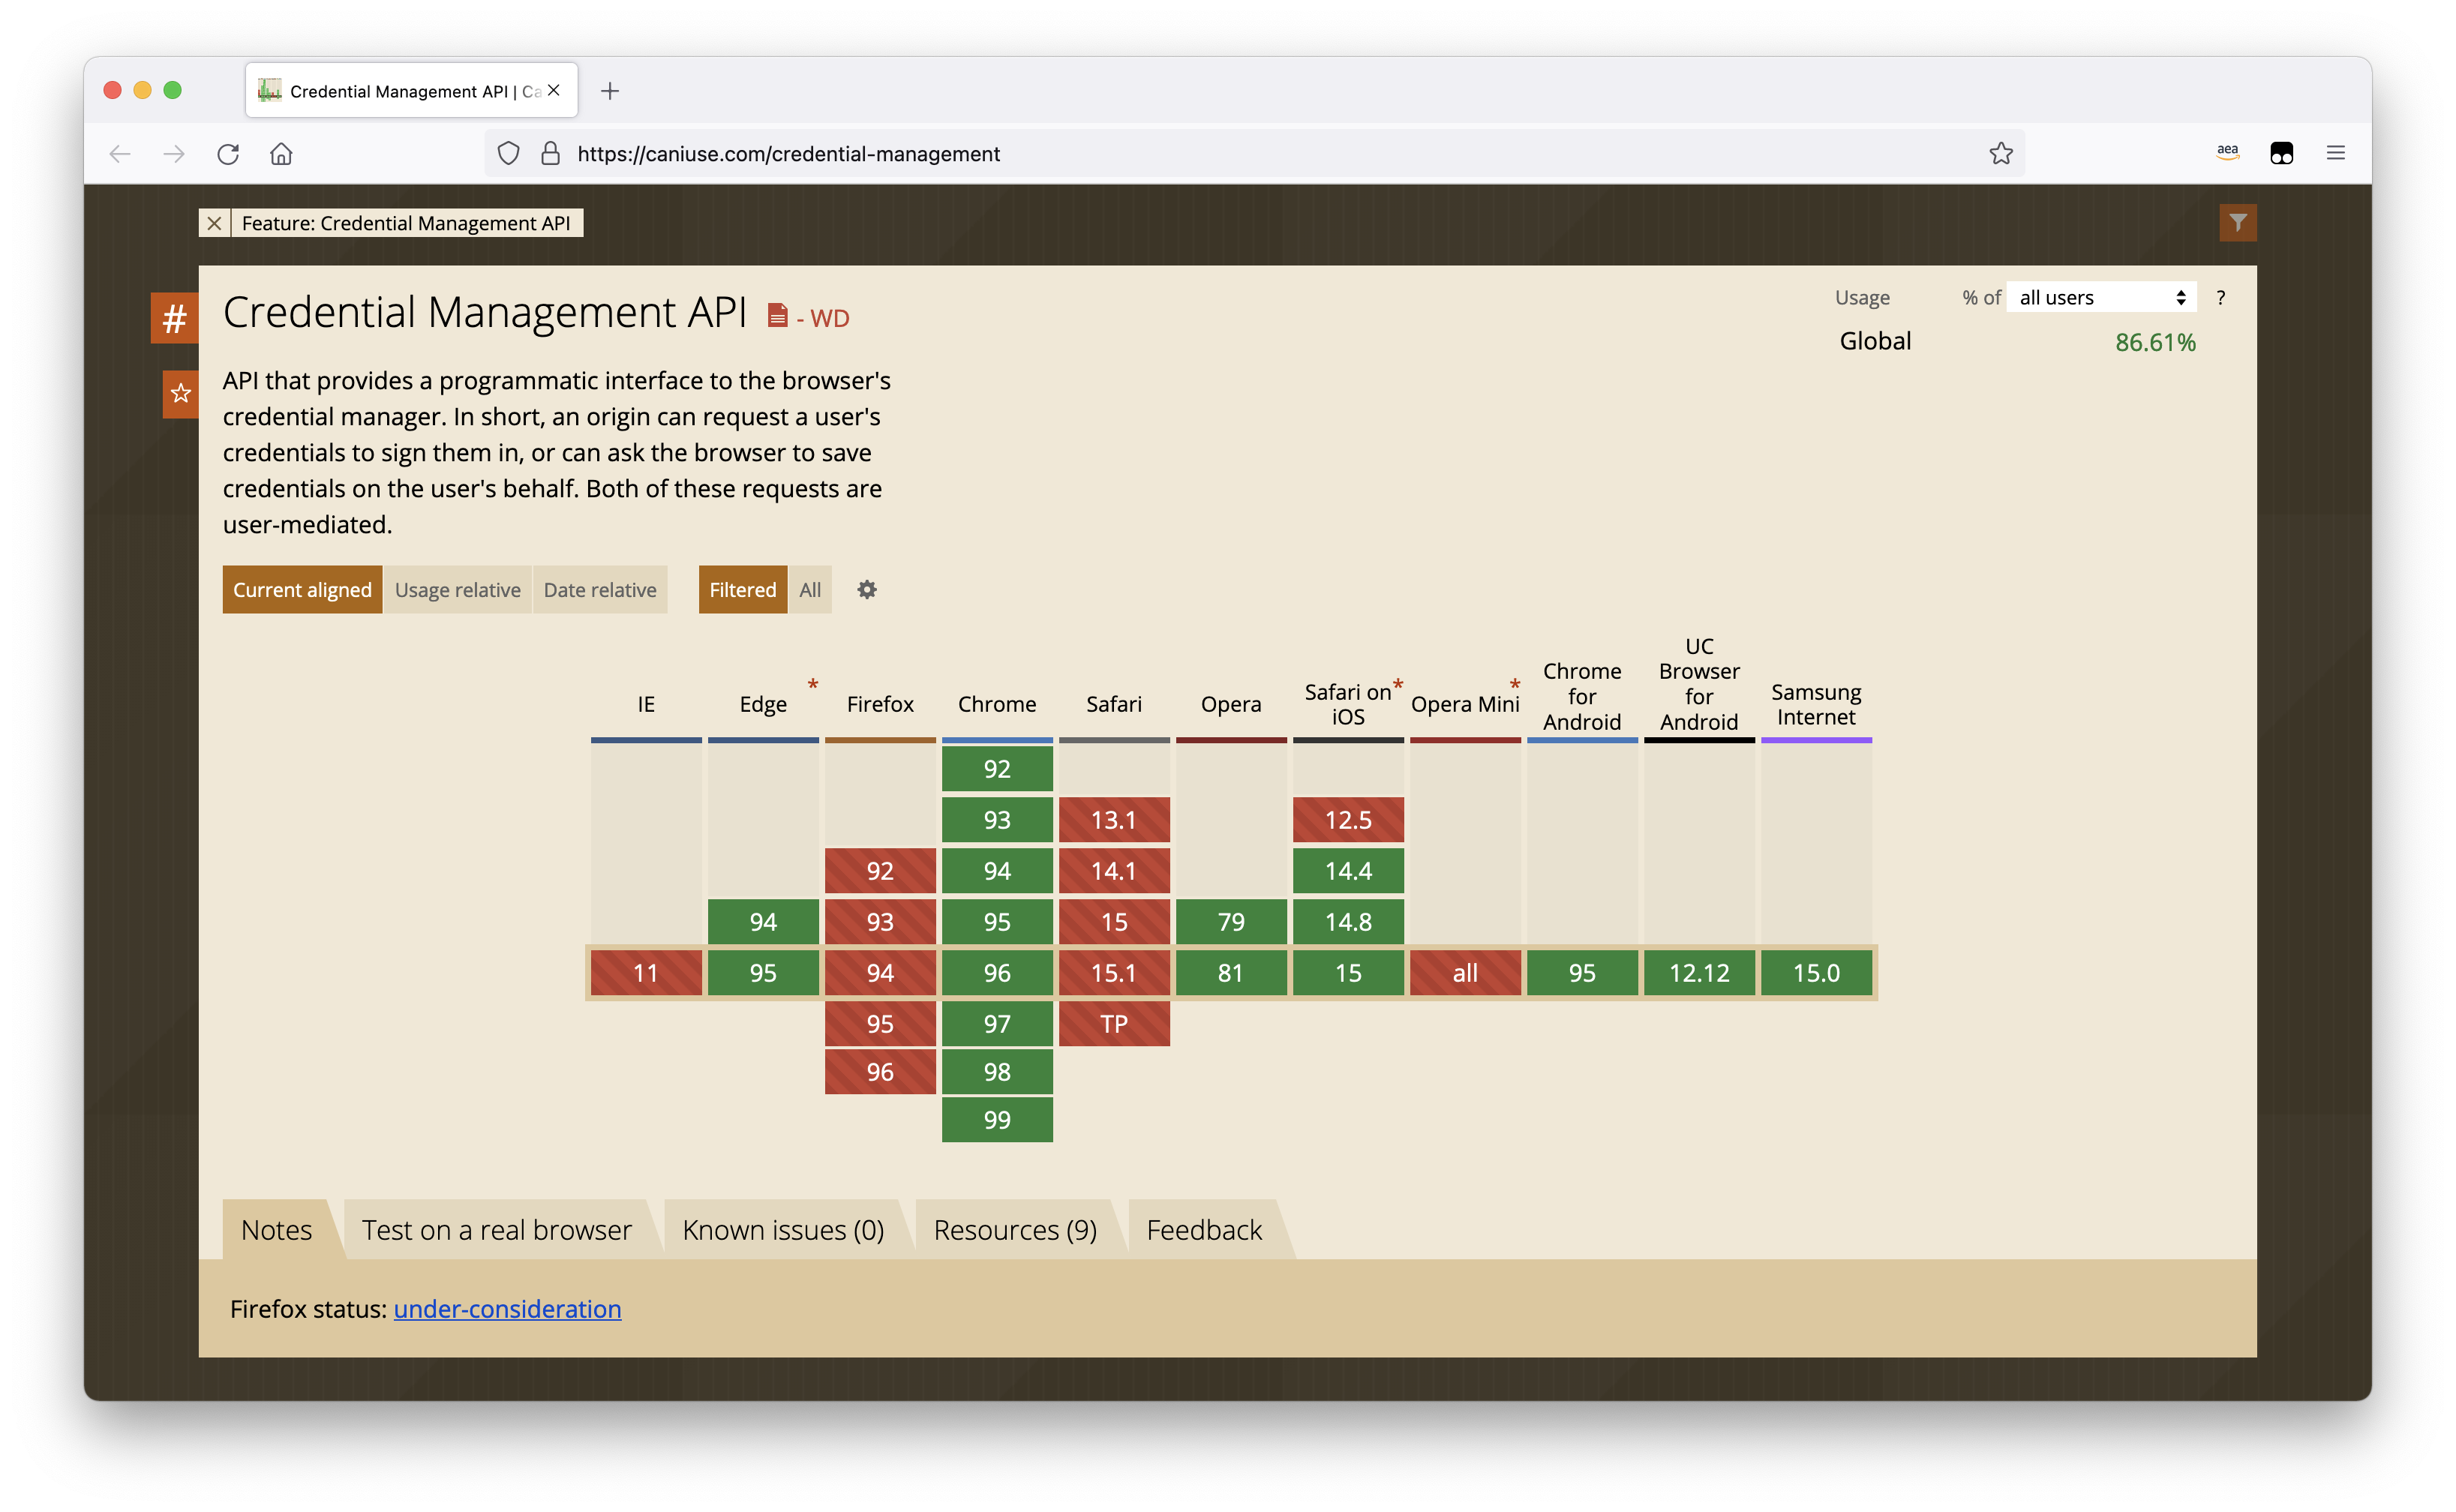 Credential Management API | Ca
https://caniuse.com/credential-management
aea
Feature: Credential Management API
#
Credential Management API - WD
Usage % of all users ?
Global 86.61%
API that provides a programmatic interface to the browser's
credential manager. In short, an origin can request a user's
credentials to sign them in, or can ask the browser to save
credentials on the user's behalf. Both of these requests are
user-mediated.
Current aligned Usage relative Date relative Filtered All
IE Edge * Firefox Chrome Safari Opera Safari on iOS * Opera Mini * Chrome for Android UC Browser for Android Samsung Internet
92
93 13.1 12.5
92 94 14.1 14.4
94 93 95 15 79 14.8
11 95 94 96 15.1 81 15 all 95 12.12 15.0
95 97 TP
96 98
99
Notes Test on a real browser Known issues (0) Resources (9) Feedback
Firefox status: under-consideration